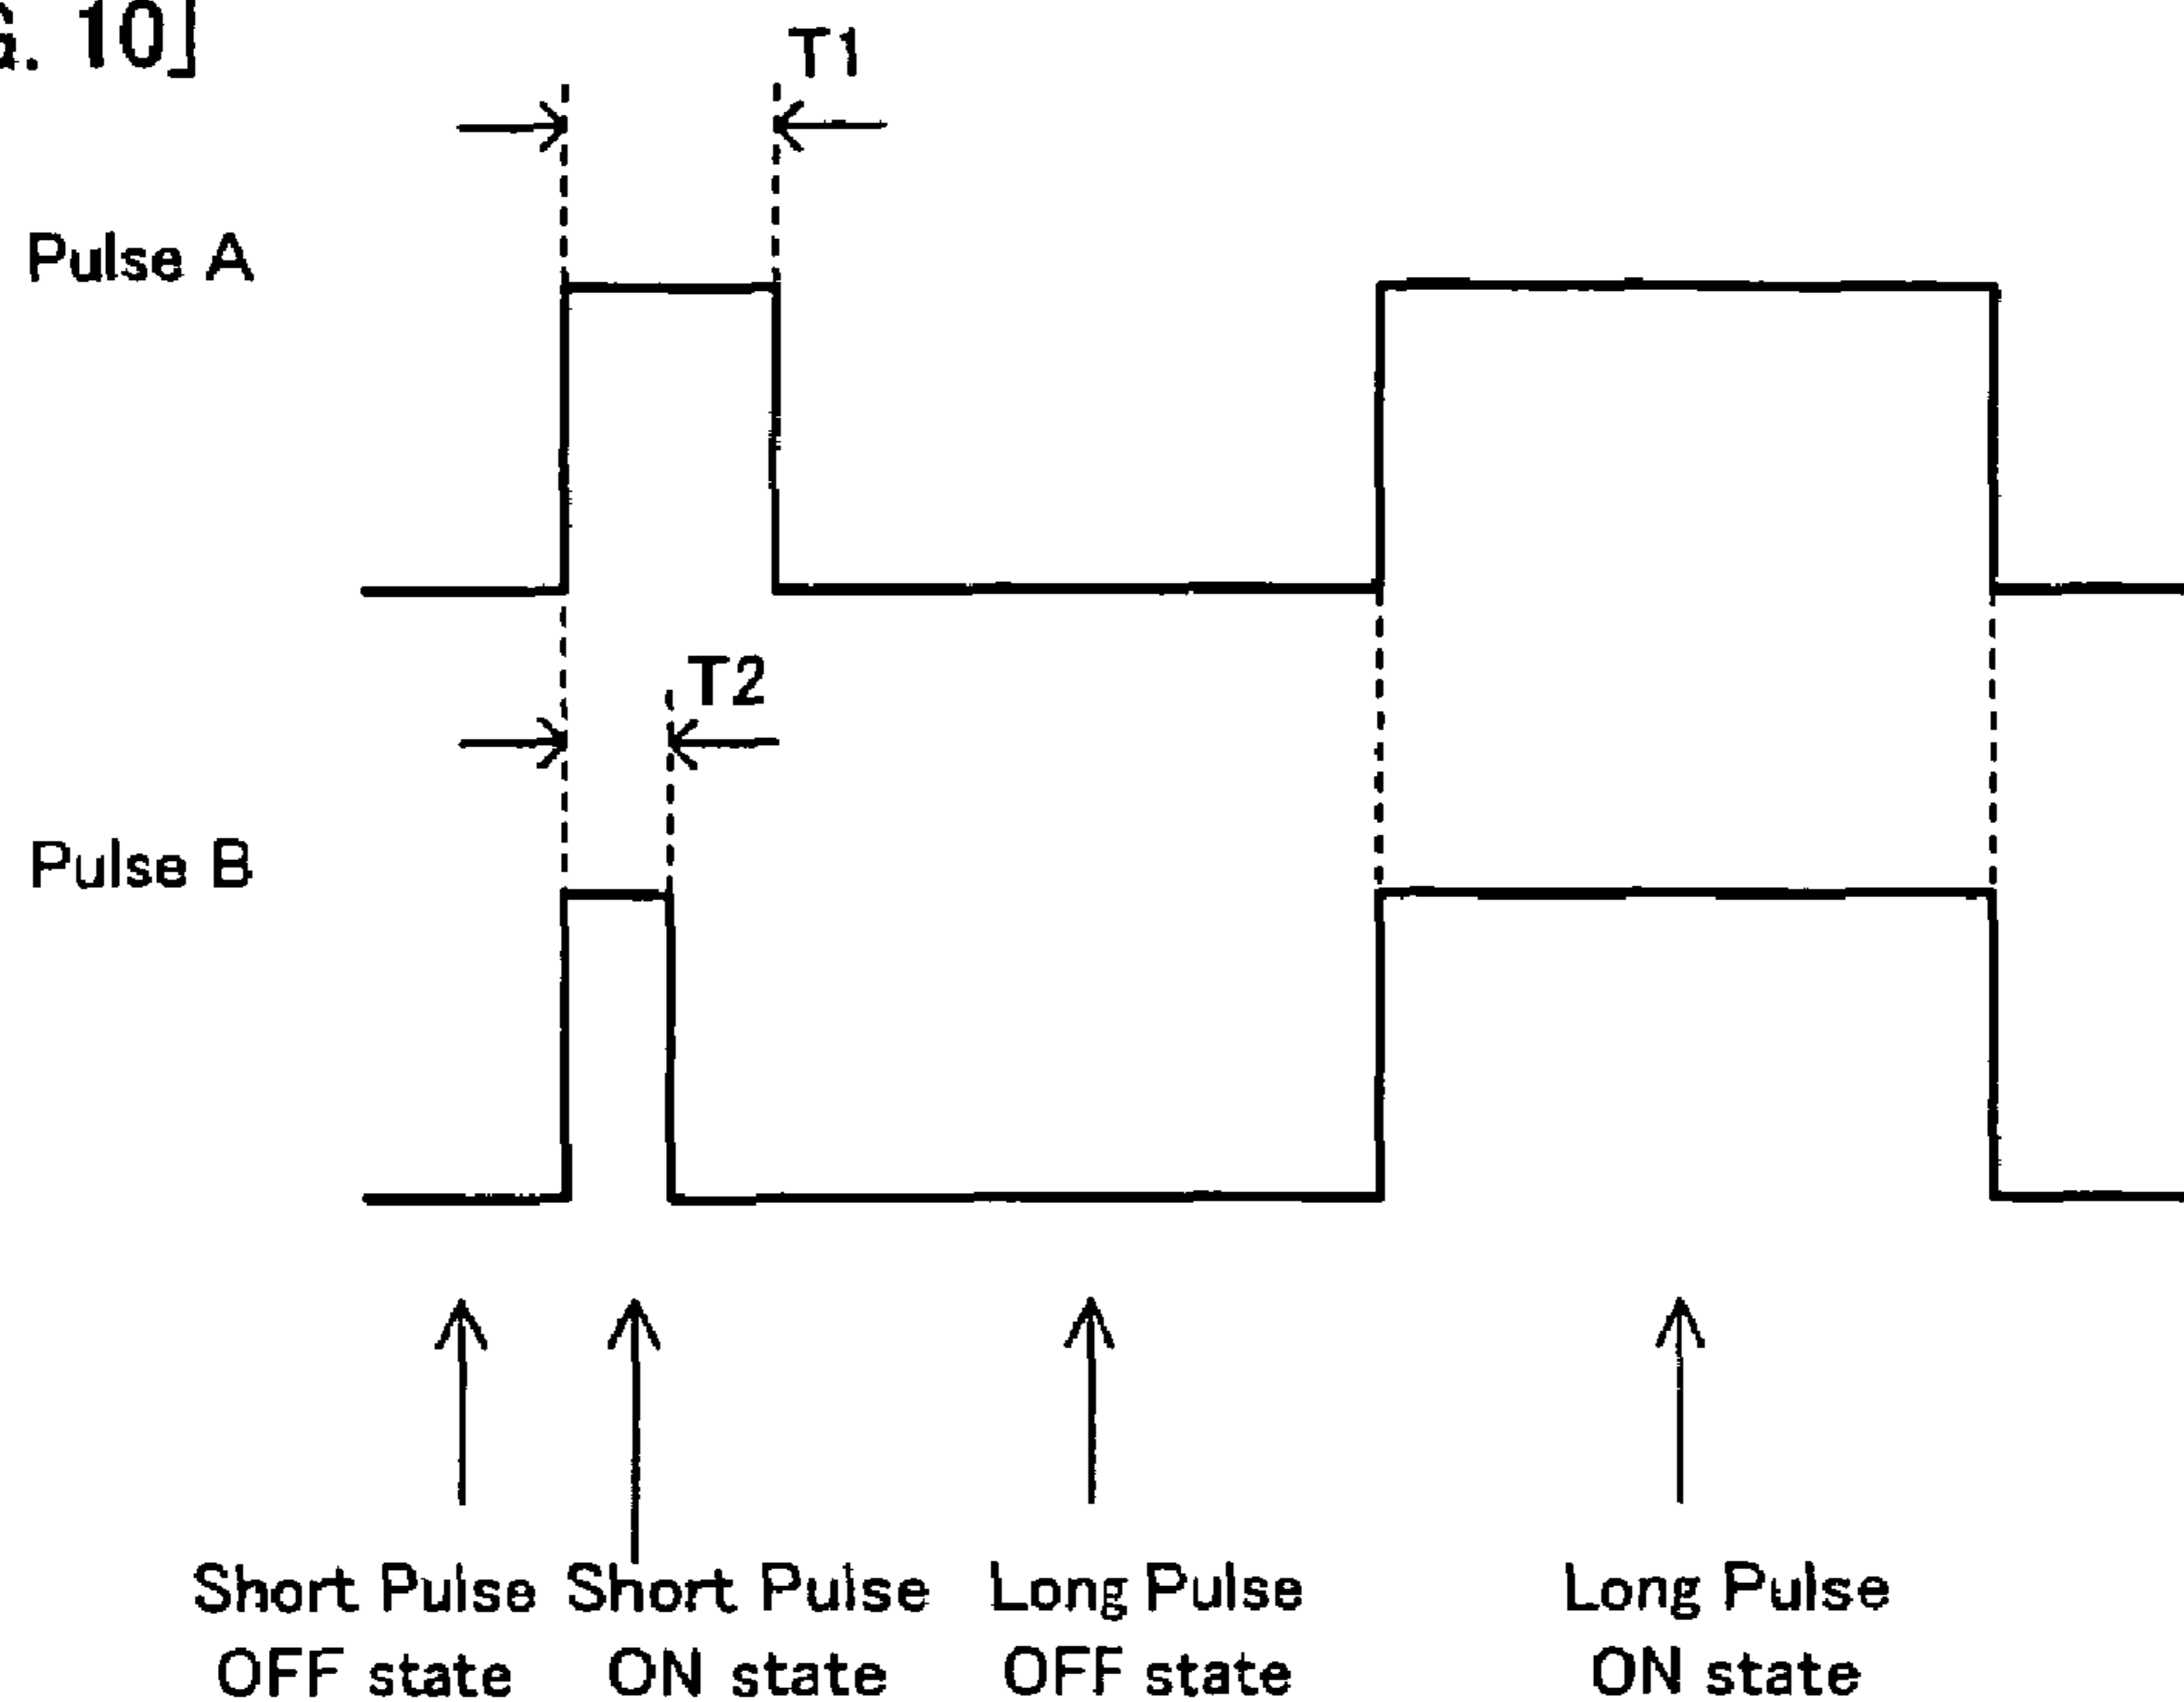 . 10]
T1
Pulse A
T2
Pulse B
Short Pulse OFF state
Short Pulse ON state
Long Pulse OFF state
Long Pulse ON state